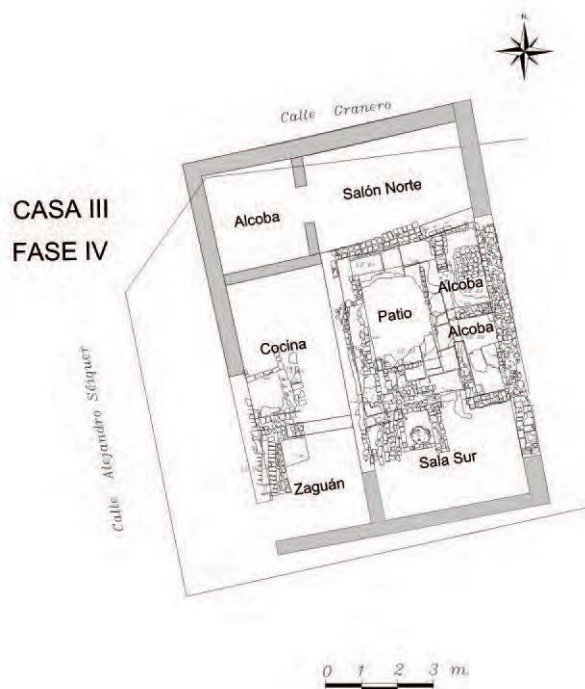 N.
Calle Granero
CASA III
FASE IV
Alcoba
Salón Norte
Alcoba
Patio
Alcoba
Cocina
Calle Alejandro Séiquer
Sala Sur
Zaguán
0 1 2 3 m.